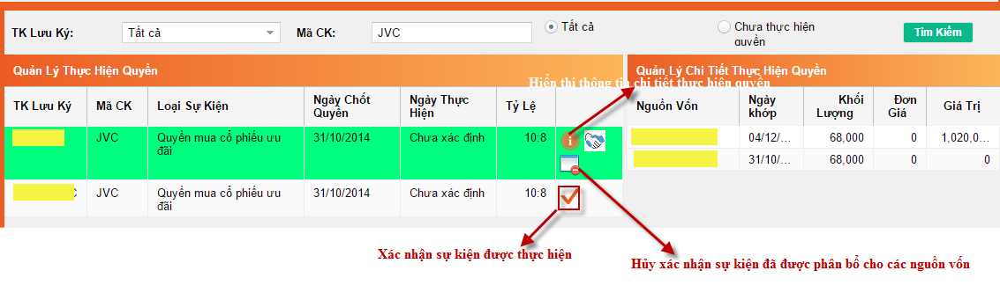 TK Lưu Ký: Tất cả Mã CK: JVC Tất cả Chưa thực hiện quyền Tìm Kiếm
Quản Lý Thực Hiện Quyền
Quản Lý Chi Tiết Thực Hiện Quyền
Hiển thị thông tin chi tiết thực hiện quyền
TK Lưu Ký Mã CK Loại Sự Kiện Ngày Chốt Quyền Ngày Thực Hiện Tỷ Lệ
JVC Quyền mua cổ phiếu ưu đãi 31/10/2014 Chưa xác định 10:8
JVC Quyền mua cổ phiếu ưu đãi 31/10/2014 Chưa xác định 10:8
Nguồn Vốn Ngày khớp Khối Lượng Đơn Giá Giá Trị
04/12/... 68,000 0 1,020,0...
31/10/... 68,000 0 0
Xác nhận sự kiện được thực hiện
Hủy xác nhận sự kiện đã được phân bổ cho các nguồn vốn